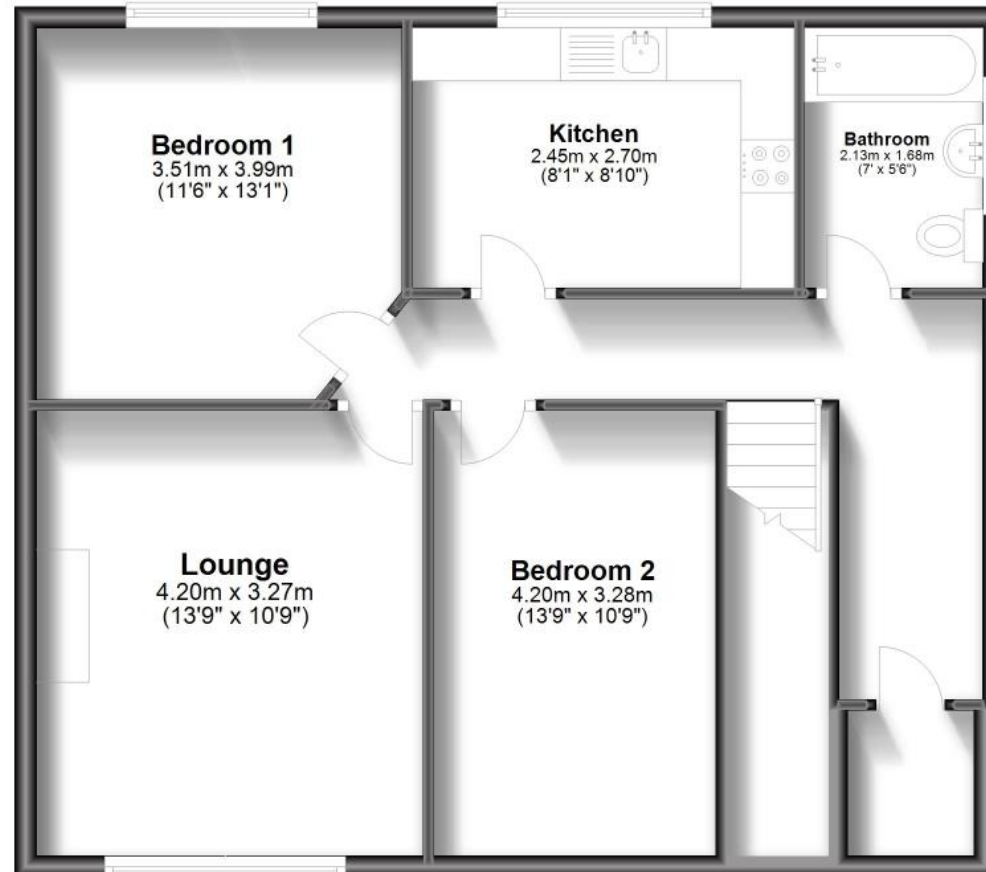 Bedroom 1
3.51m x 3.99m
(11'6" x 13'1")
Kitchen
2.45m x 2.70m
(8'1" x 8'10")
Bathroom
2.13m x 1.68m
(7' x 5'6")
Lounge
4.20m x 3.27m
(13'9" x 10'9")
Bedroom 2
4.20m x 3.28m
(13'9" x 10'9")